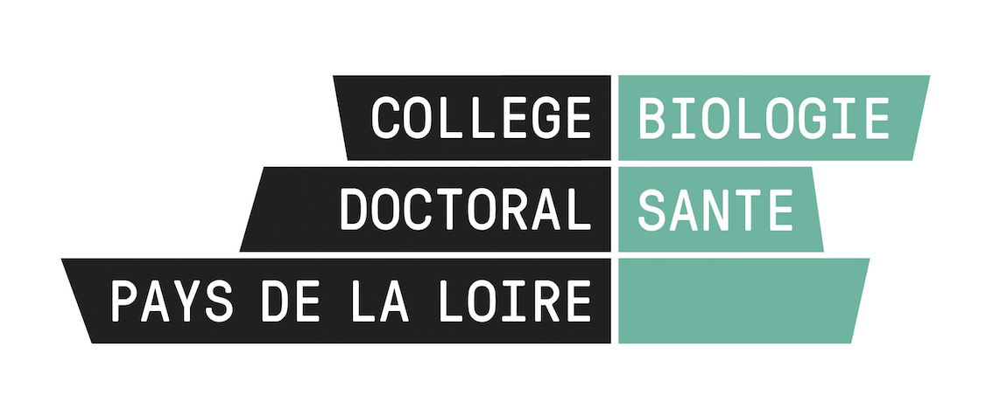 COLLEGE BIOLOGIE
DOCTORAL SANTE
PAYS DE LA LOIRE